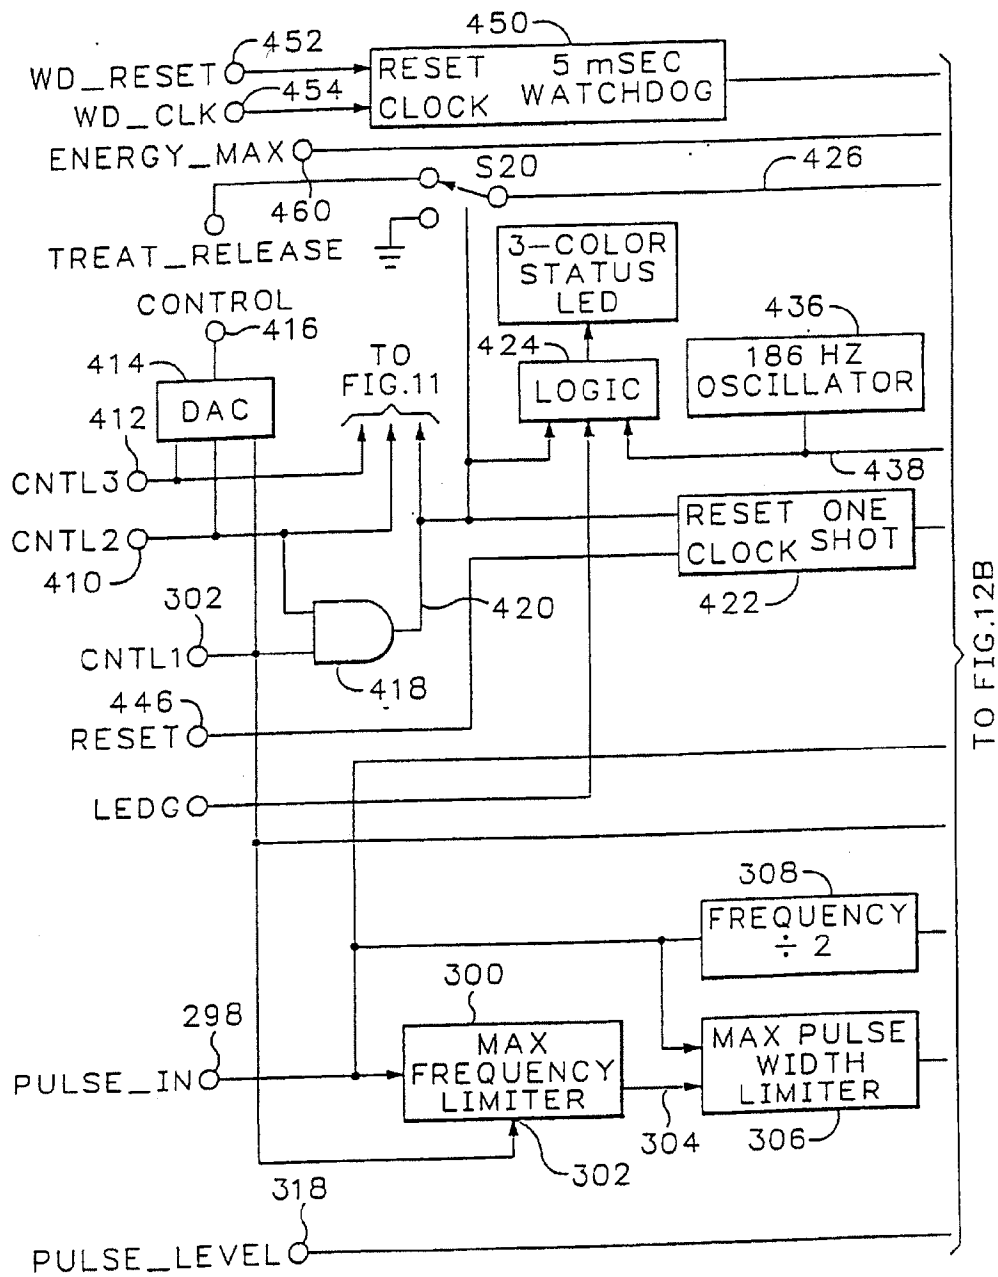 450
452
WD_RESET
RESET 5 mSEC
WATCHDOG
454
WD_CLK
CLOCK
ENERGY_MAX
S20
426
460
TREAT_RELEASE
3-COLOR
STATUS
LED
CONTROL
416
436
186 HZ
OSCILLATOR
414
DAC
TO
FIG.11
424
LOGIC
412
CNTL3
438
CNTL2
410
RESET ONE
CLOCK SHOT
422
420
302
CNTL1
418
446
RESET
LEDG
TO FIG.12B
308
FREQUENCY
÷ 2
300
298
PULSE_IN
MAX
FREQUENCY
LIMITER
MAX PULSE
WIDTH
LIMITER
304
306
302
318
PULSE_LEVEL